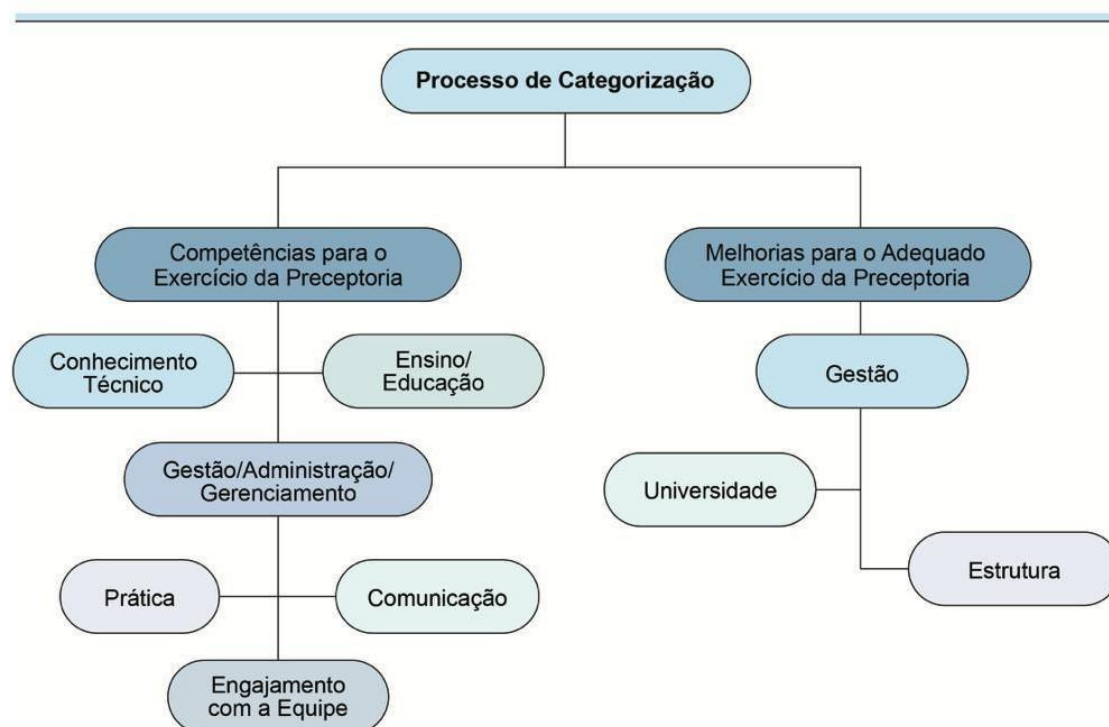 Processo de Categorização
Competências para o
Exercício da Preceptoria
Melhorias para o Adequado
Exercício da Preceptoria
Conhecimento
Técnico
Ensino/
Educação
Gestão
Gestão/Administração/
Gerenciamento
Universidade
Prática
Comunicação
Estrutura
Engajamento
com a Equipe